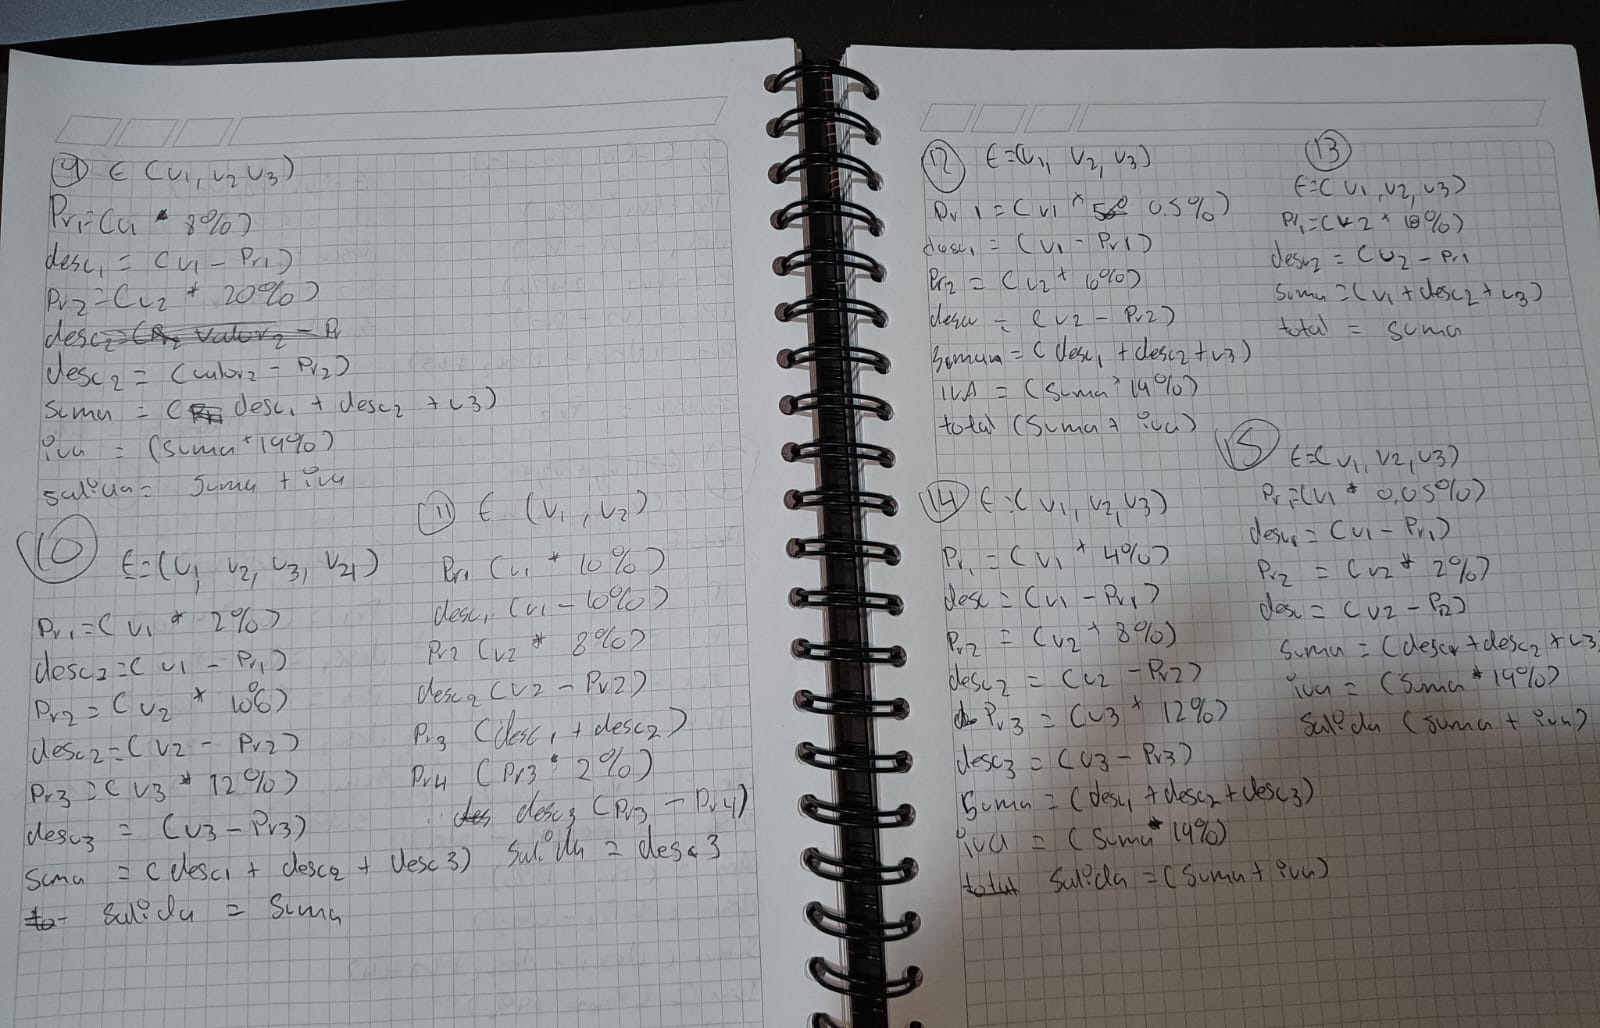 9 E (v1, v2 v3)
Pr1=(v1 * 8%)
desc1 = (v1 - Pr1)
Pr2=(v2 * 20%)
desc2=(Pr2 valor2 - P
desc2 = (valor2 - Pr2)
suma = ( desc1 + desc2 + v3)
iva = (suma * 19%)
salida= suma + iva
10 E=(v1, v2, v3, v4)
Pr1=(v1 * 2%)
desc2=(v1 - Pr1)
Pr2=(v2 * 10%)
desc2=(v2 - Pr2)
Pr3=(v3 * 12%)
desc3 = (v3-Pr3)
suma = (desc1 + desc2 + desc3)
to- salida = suma
11 E (v1, v2)
Pr1 (v1 * 10%)
desc1 (v1-10%)
Pr2 (v2 * 8%)
desc2 (v2 - Pr2)
Pr3 (desc1 + desc2)
Pr4 (Pr3 * 2%)
des desc3 (Pr3 - Pr4)
salida = desc3
12 E=(v1, v2, v3)
Pr1=(v1 * 0.5%)
desc1 = (v1-Pr1)
Pr2 = (v2 * 6%)
desc = (v2 - Pr2)
= (desc1 + desc2 + v3)
IVA = (suma * 19%)
total (suma + iva)
13
E=(v1, v2, v3)
Pr1=(v2 * 10%)
desc2 = (v2 - Pr1
suma = (v1 + desc2 + v3)
total = suma
14 E:(v1, v2, v3)
Pr1 = (v1 * 4%)
desc = (v1 - Pr1)
Pr2 = (v2 * 8%)
desc2 = (v2 - Pr2)
Pr3 = (v3 * 12%)
desc3 = (v3 - Pr3)
suma = (desc1 + desc2 + desc3)
iva = (suma * 19%)
total salida = (suma + iva)
15 E=(v1, v2, v3)
Pr1=(v1 * 0,05%)
desc1 = (v1-Pr1)
Pr2 = (v2 * 2%)
desc = (v2 - Pr2)
suma = (desc1 + desc2 + v3
iva = (suma * 19%)
salida (suma + iva)